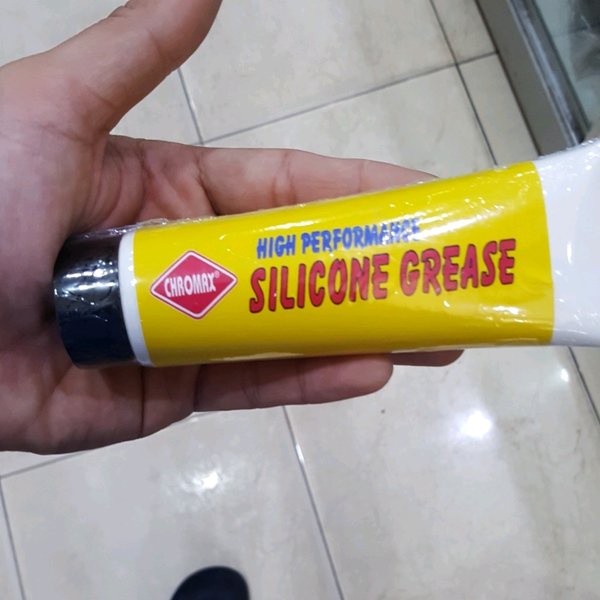 CHROMAX®
HIGH PERFORMANCE
SILICONE GREASE